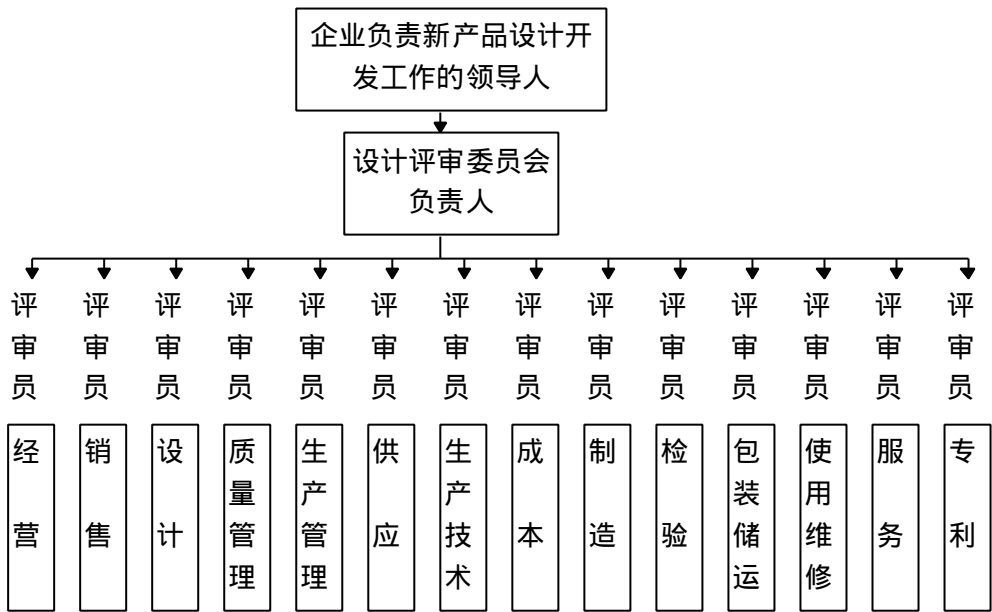 企业负责新产品设计开
发工作的领导人
设计评审委员会
负责人
评审员
评审员
评审员
评审员
评审员
评审员
评审员
评审员
评审员
评审员
评审员
评审员
评审员
评审员
经营
销售
设计
质量管理
生产管理
供应
生产技术
成本
制造
检验
包装储运
使用维修
服务
专利